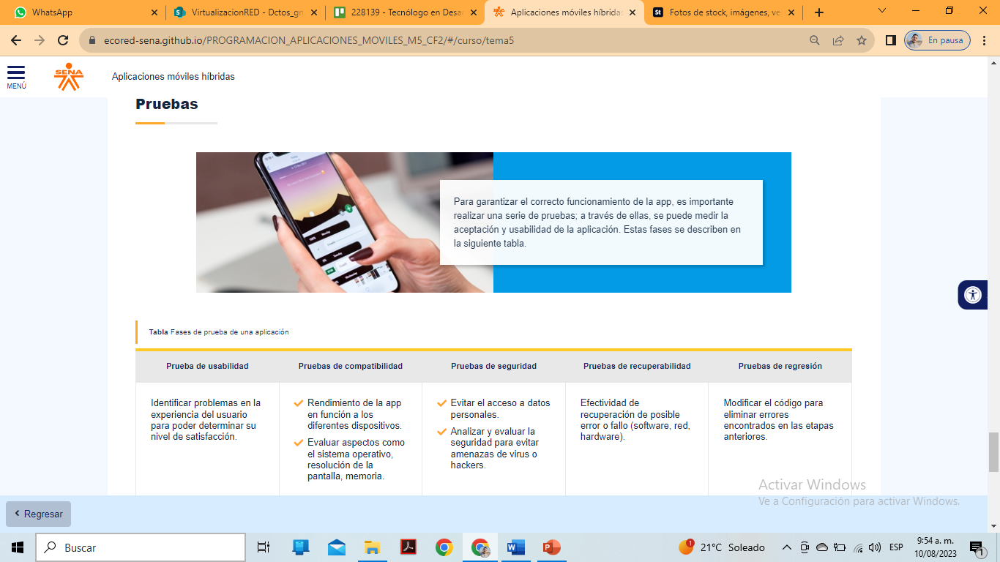 WhatsApp
VirtualizacionRED - Dctos_gn
228139 - Tecnólogo en Desar
Aplicaciones móviles híbridas
Fotos de stock, imágenes, ve
ecored-sena.github.io/PROGRAMACION_APLICACIONES_MOVILES_M5_CF2/#/curso/tema5
En pausa
MENÚ
SENA
Aplicaciones móviles híbridas
Pruebas
Para garantizar el correcto funcionamiento de la app, es importante
realizar una serie de pruebas; a través de ellas, se puede medir la
aceptación y usabilidad de la aplicación. Estas fases se describen en
la siguiente tabla.
Tabla Fases de prueba de una aplicación
Prueba de usabilidad
Pruebas de compatibilidad
Pruebas de seguridad
Pruebas de recuperabilidad
Pruebas de regresión
Identificar problemas en la
experiencia del usuario
para poder determinar su
nivel de satisfacción.
Rendimiento de la app
en función a los
diferentes dispositivos.
Evaluar aspectos como
el sistema operativo,
resolución de la
pantalla, memoria.
Evitar el acceso a datos
personales.
Analizar y evaluar la
seguridad para evitar
amenazas de virus o
hackers.
Efectividad de
recuperación de posible
error o fallo (software, red,
hardware).
Modificar el código para
eliminar errores
encontrados en las etapas
anteriores.
Activar Windows
Ve a Configuración para activar Windows.
Regresar
Buscar
21°C Soleado
ESP
9:54 a. m.
10/08/2023